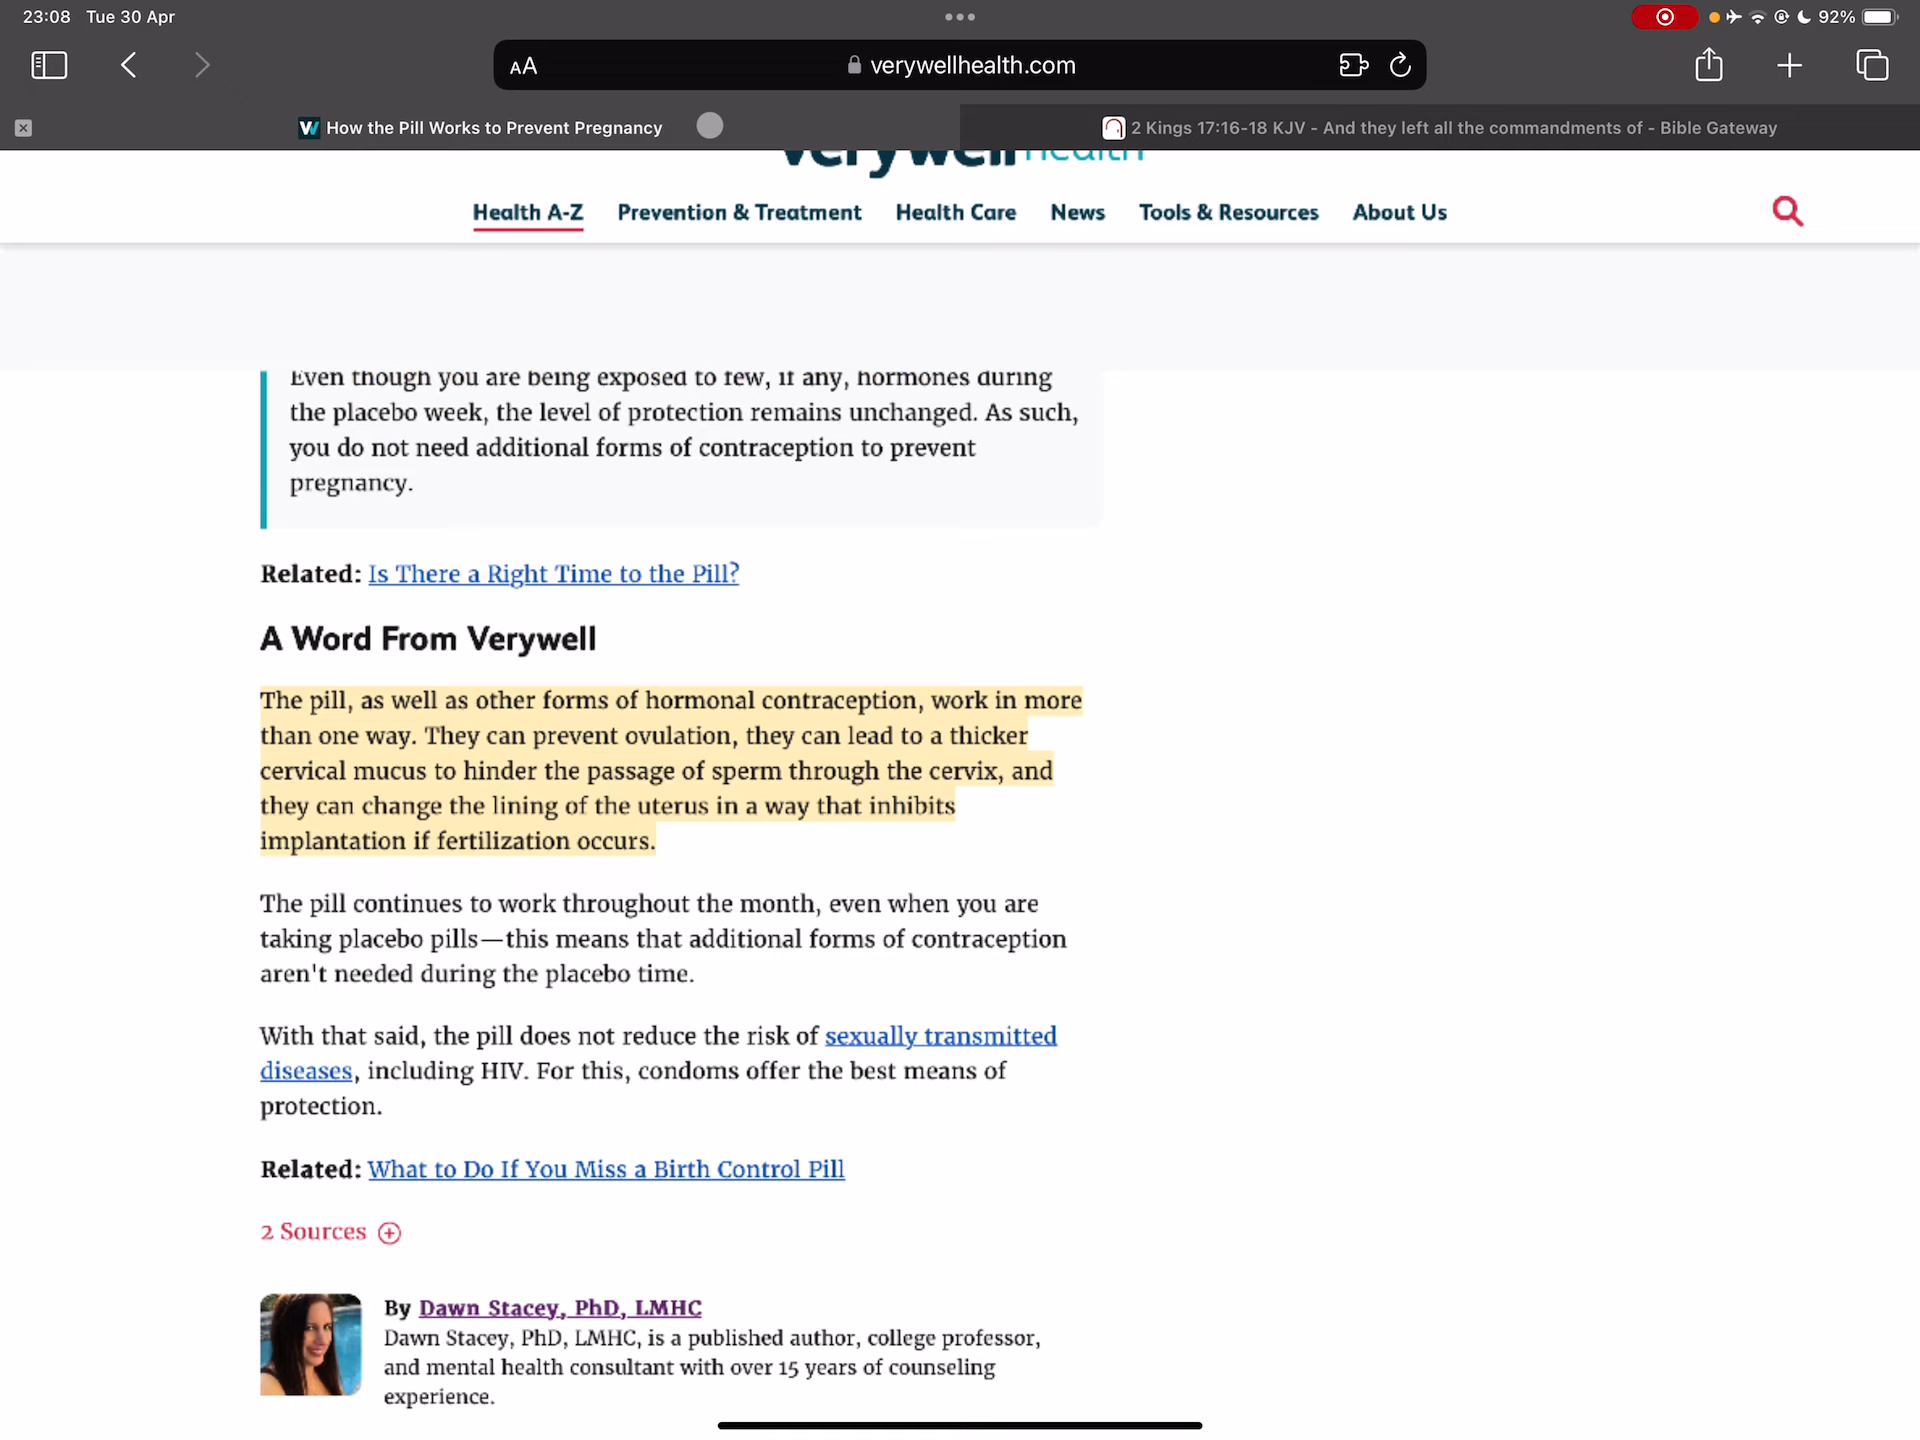 23:08 Tue 30 Apr
92%
AA
verywellhealth.com
How the Pill Works to Prevent Pregnancy
2 Kings 17:16-18 KJV - And they left all the commandments of - Bible Gateway
verywell health
Health A-Z Prevention & Treatment Health Care News Tools & Resources About Us
Even though you are being exposed to few, if any, hormones during
the placebo week, the level of protection remains unchanged. As such,
you do not need additional forms of contraception to prevent
pregnancy.
Related: Is There a Right Time to the Pill?
A Word From Verywell
The pill, as well as other forms of hormonal contraception, work in more
than one way. They can prevent ovulation, they can lead to a thicker
cervical mucus to hinder the passage of sperm through the cervix, and
they can change the lining of the uterus in a way that inhibits
implantation if fertilization occurs.
The pill continues to work throughout the month, even when you are
taking placebo pills—this means that additional forms of contraception
aren't needed during the placebo time.
With that said, the pill does not reduce the risk of sexually transmitted
diseases, including HIV. For this, condoms offer the best means of
protection.
Related: What to Do If You Miss a Birth Control Pill
2 Sources
By Dawn Stacey, PhD, LMHC
Dawn Stacey, PhD, LMHC, is a published author, college professor,
and mental health consultant with over 15 years of counseling
experience.